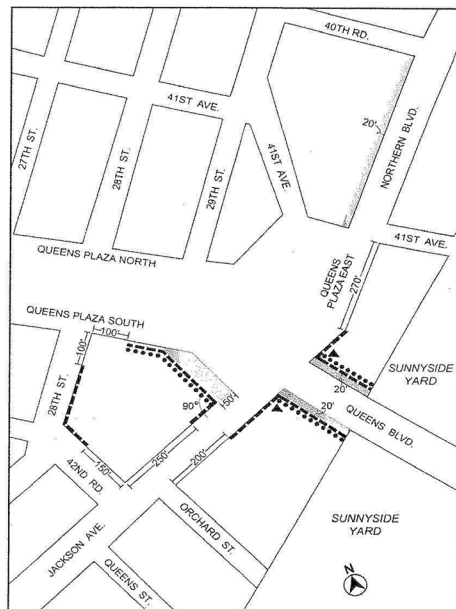 40TH RD.
41ST AVE.
20'
NORTHERN BLVD.
27TH ST.
28TH ST.
29TH ST.
41ST AVE.
41ST AVE.
QUEENS PLAZA NORTH
QUEENS
PLAZA EAST
270'
QUEENS PLAZA SOUTH
100'
100'
SUNNYSIDE
YARD
28TH ST.
90°
50'
20'
20'
QUEENS BLVD.
150'
250'
200'
42ND RD.
ORCHARD ST.
JACKSON AVE.
QUEENS ST.
SUNNYSIDE
YARD
N